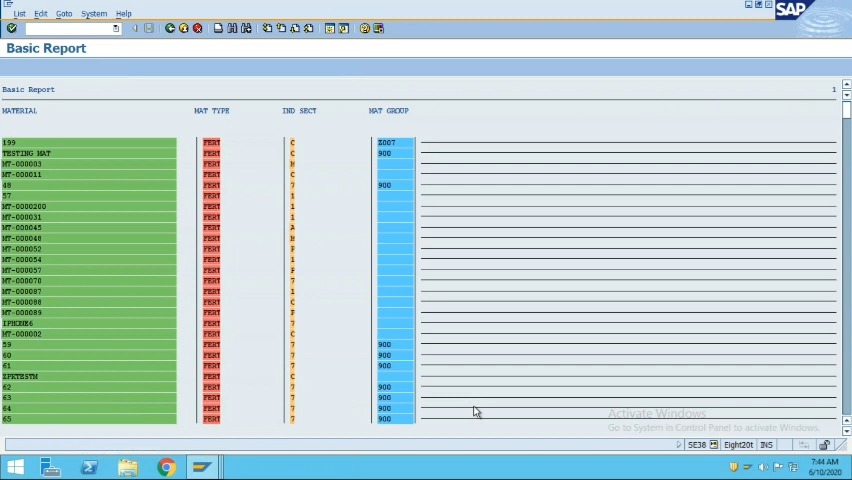 List Edit Goto System Help
SAP
Basic Report
Basic Report 1
MATERIAL MAT TYPE IND SECT MAT GROUP
199 FERT C Z007
TESTING MAT FERT C 900
MT-000003 FERT M
MT-000011 FERT C
48 FERT 7 900
57 FERT 1
MT-0000200 FERT 1
MT-000031 FERT 1
MT-000045 FERT A
MT-000048 FERT M
MT-000052 FERT P
MT-000054 FERT 1
MT-000057 FERT P
MT-000070 FERT 7
MT-000087 FERT 1
MT-000088 FERT C
MT-000089 FERT P
IPHONE6 FERT 7
MT-000002 FERT C
59 FERT 7 900
60 FERT 7 900
61 FERT 7 900
ZPRTESTM FERT C
62 FERT 7 900
63 FERT 7 900
64 FERT 7 900
65 FERT 7 900
Activate Windows
Go to System in Control Panel to activate Windows.
SE38 Eight20t INS
7:44 AM
6/10/2020